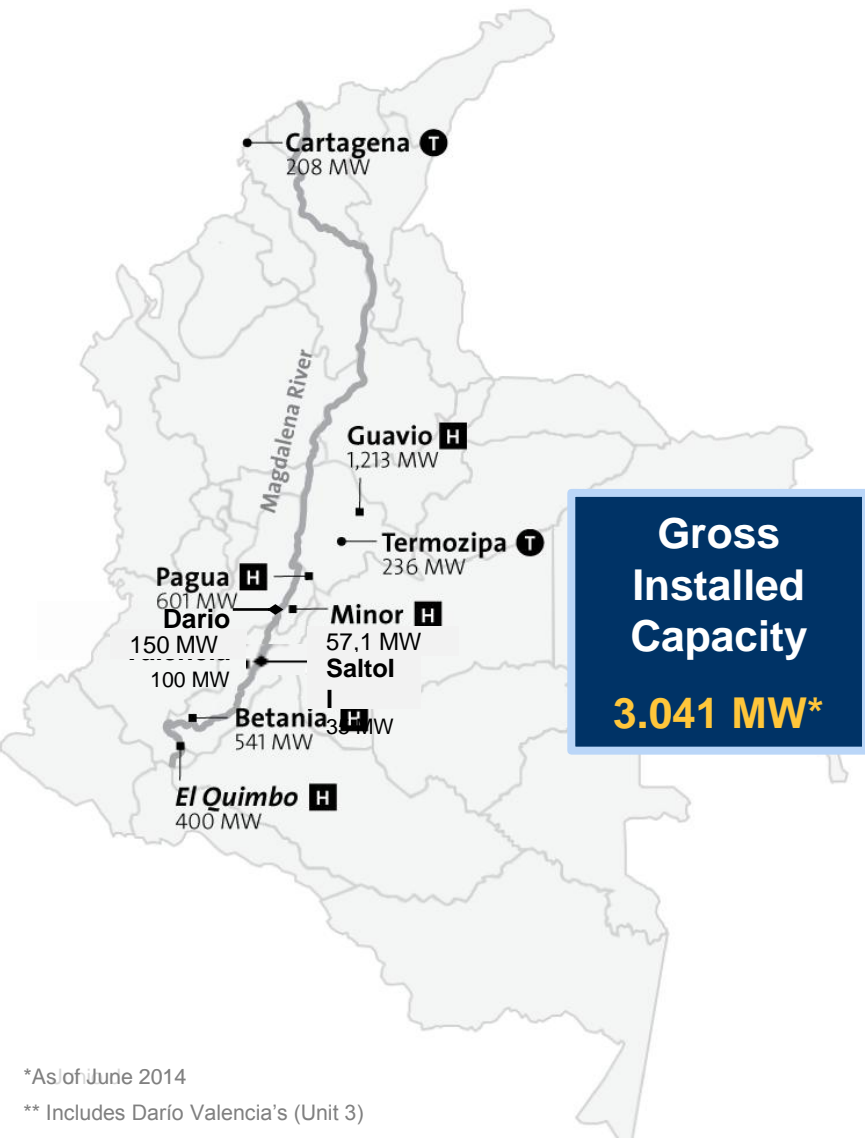 Cartagena T
208 MW
Magdalena River
Guavio H
1,213 MW
Termozipa T
236 MW
Pagua H
601 MW
Dario
150 MW
100 MW
Minor H
57,1 MW
Saltol
I
35 MW
Betania H
541 MW
El Quimbo H
400 MW
Gross
Installed
Capacity
3.041 MW*
*As of June 2014
** Includes Darío Valencia’s (Unit 3)